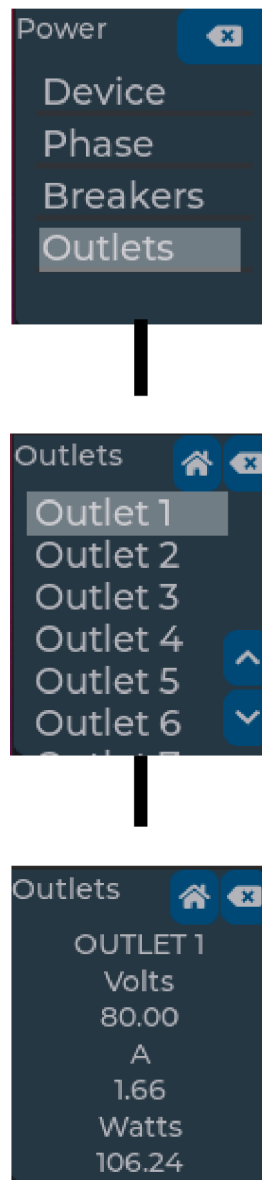 Power
Device
Phase
Breakers
Outlets
Outlets
Outlet 1
Outlet 2
Outlet 3
Outlet 4
Outlet 5
Outlet 6
Outlets
OUTLET 1
Volts
80.00
A
1.66
Watts
106.24